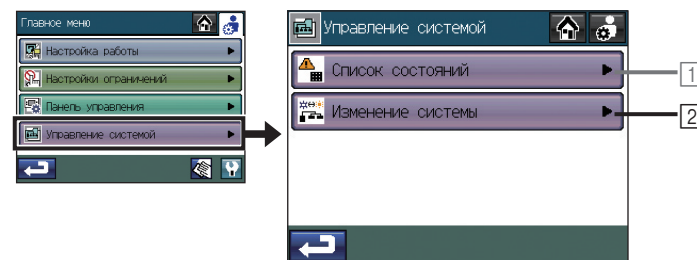 Главное меню
Настройка работы
Настройки ограничений
Панель управления
Управление системой
Управление системой
Список состояний
1
Изменение системы
2